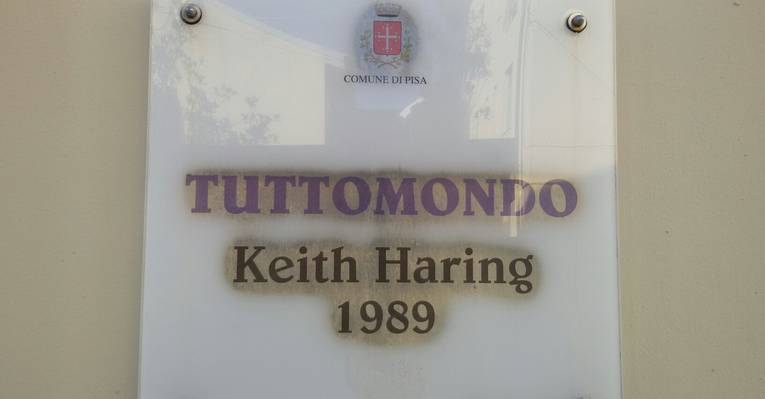 COMUNE DI PISA
TUTTOMONDO
Keith Haring
1989